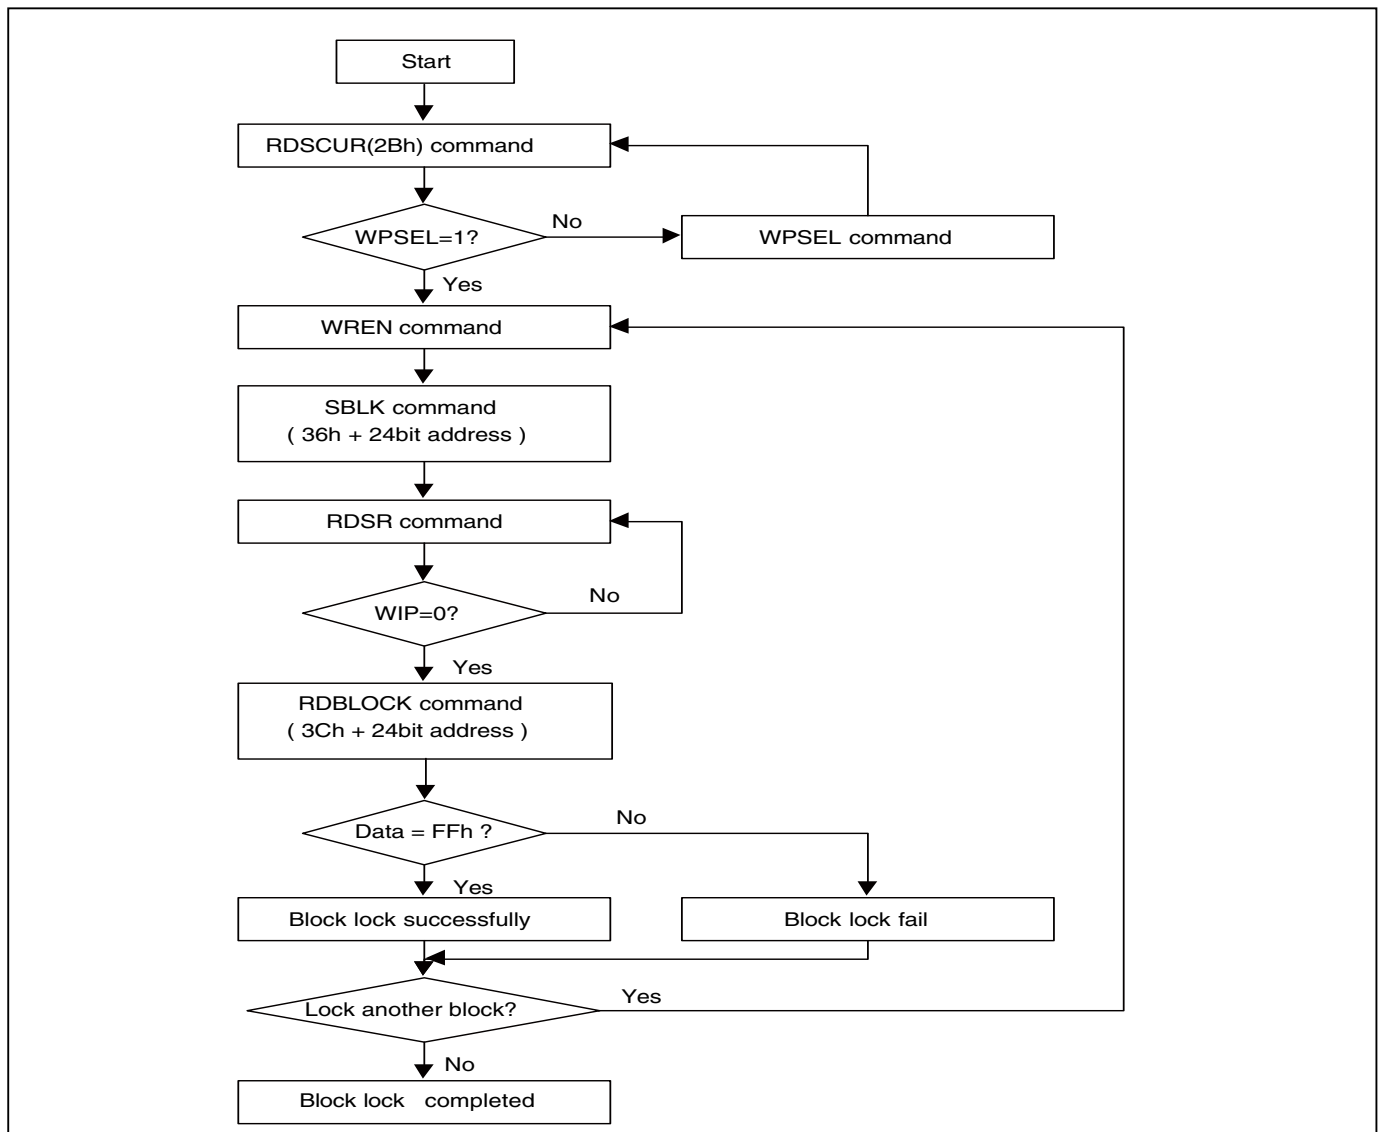 Start
RDSCUR(2Bh) command
WPSEL=1?
No
WPSEL command
Yes
WREN command
SBLK command
( 36h + 24bit address )
RDSR command
WIP=0?
No
Yes
RDBLOCK command
( 3Ch + 24bit address )
Data = FFh ?
No
Yes
Block lock successfully
Block lock fail
Lock another block?
Yes
No
Block lock completed